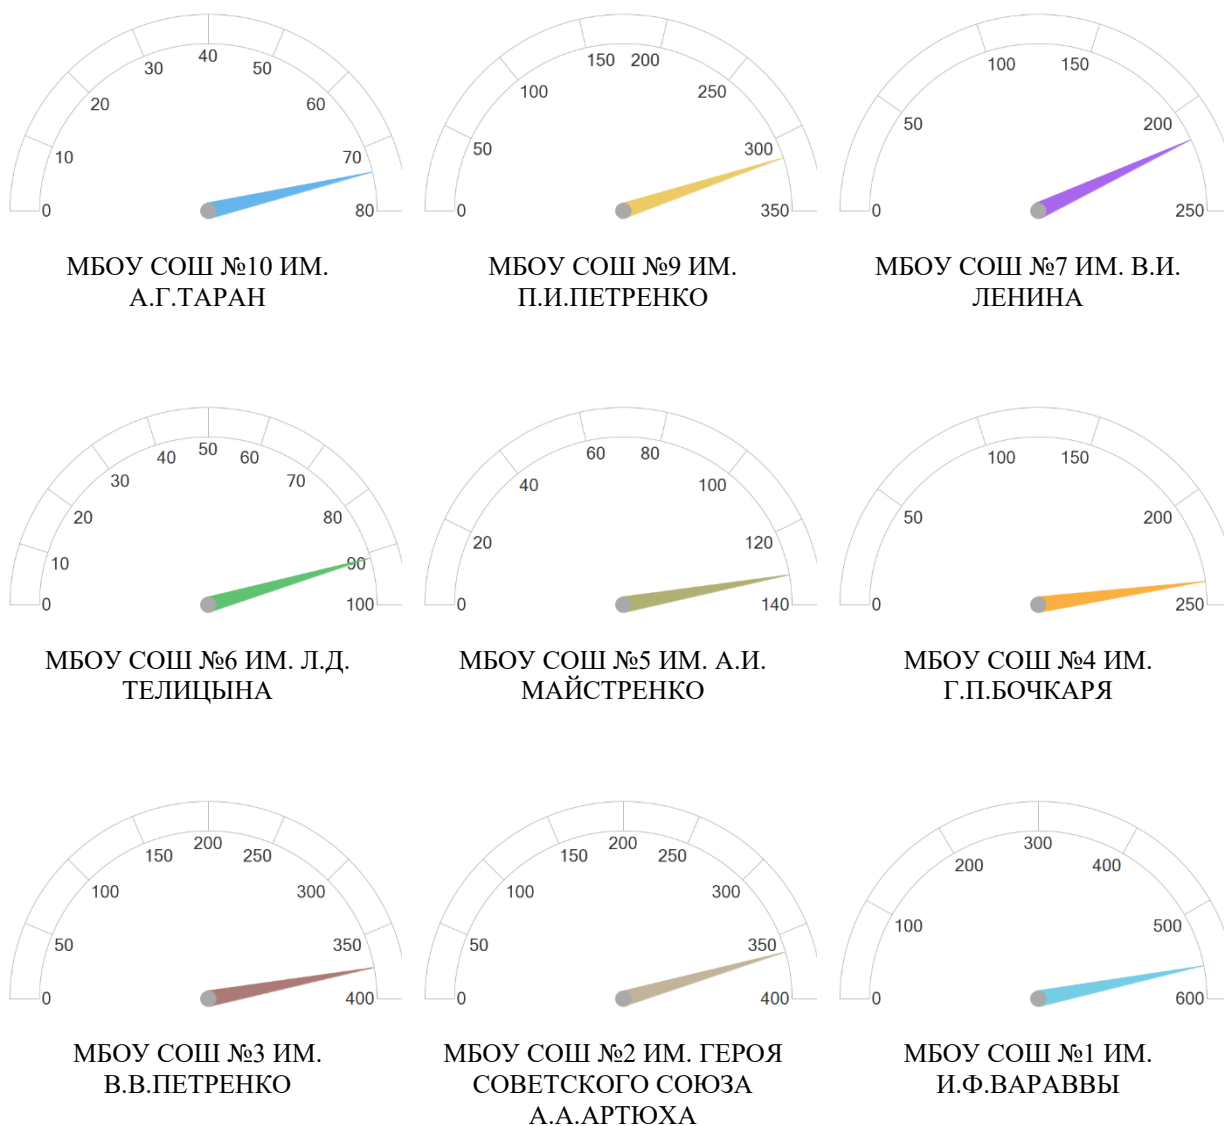 0 10 20 30 40 50 60 70 80
МБОУ СОШ №10 ИМ.
А.Г.ТАРАН
0 50 100 150 200 250 300 350
МБОУ СОШ №9 ИМ.
П.И.ПЕТРЕНКО
0 50 100 150 200 250
МБОУ СОШ №7 ИМ. В.И.
ЛЕНИНА
0 10 20 30 40 50 60 70 80 90 100
МБОУ СОШ №6 ИМ. Л.Д.
ТЕЛИЦЫНА
0 20 40 60 80 100 120 140
МБОУ СОШ №5 ИМ. А.И.
МАЙСТРЕНКО
0 50 100 150 200 250
МБОУ СОШ №4 ИМ.
Г.П.БОЧКАРЯ
0 50 100 150 200 250 300 350 400
МБОУ СОШ №3 ИМ.
В.В.ПЕТРЕНКО
0 50 100 150 200 250 300 350 400
МБОУ СОШ №2 ИМ. ГЕРОЯ
СОВЕТСКОГО СОЮЗА
А.А.АРТЮХА
0 100 200 300 400 500 600
МБОУ СОШ №1 ИМ.
И.Ф.ВАРАВВЫ